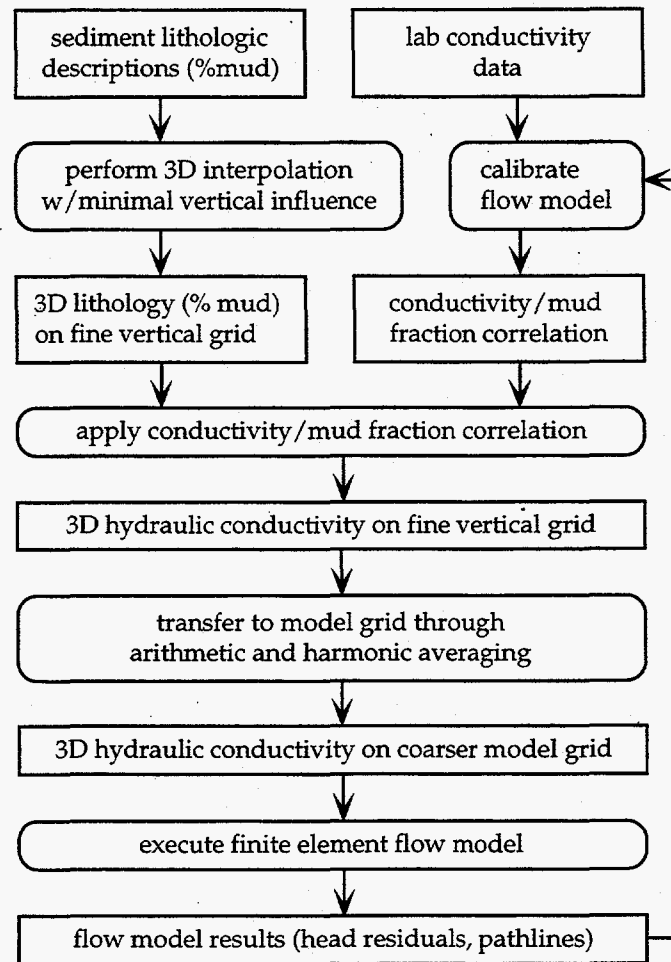 sediment lithologic
descriptions (%mud)
lab conductivity
data
perform 3D interpolation
w/minimal vertical influence
calibrate
flow model
3D lithology (% mud)
on fine vertical grid
conductivity/mud
fraction correlation
apply conductivity/mud fraction correlation
3D hydraulic conductivity on fine vertical grid
transfer to model grid through
arithmetic and harmonic averaging
3D hydraulic conductivity on coarser model grid
execute finite element flow model
flow model results (head residuals, pathlines)